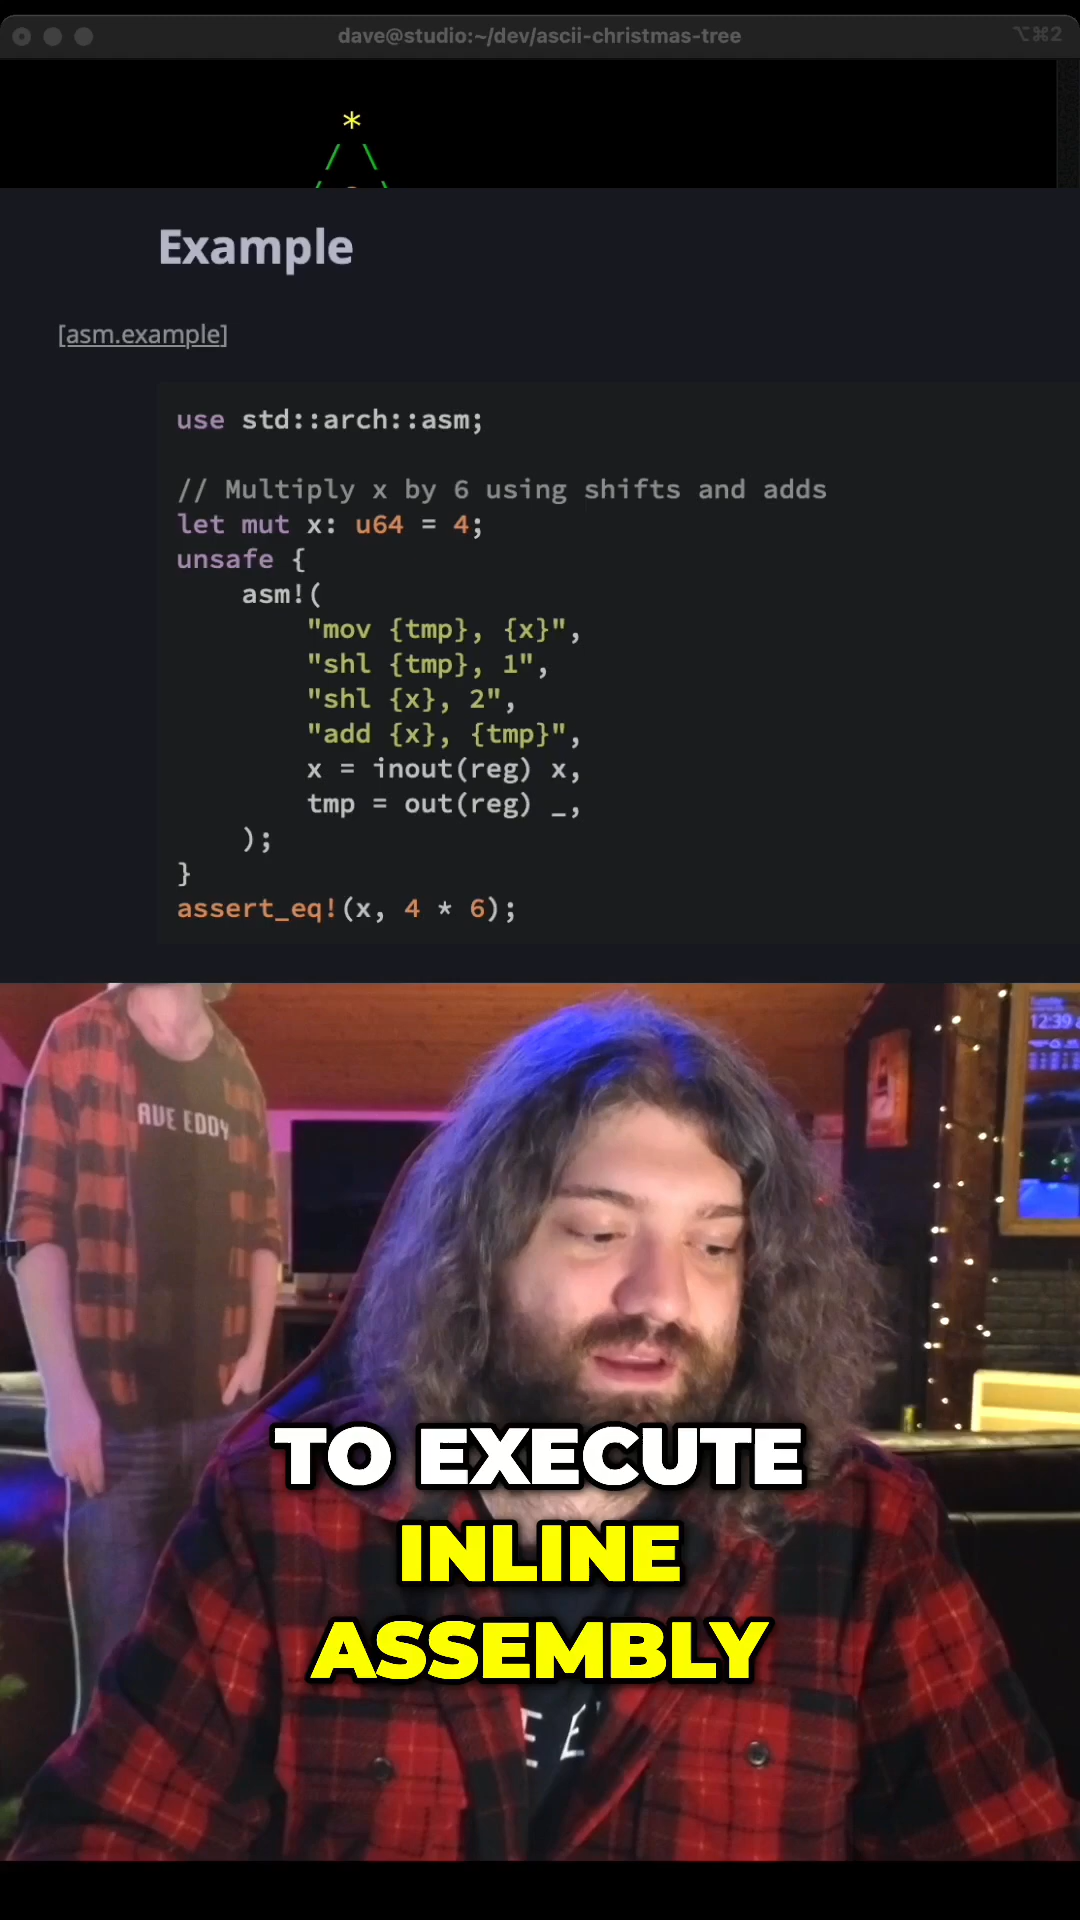 dave@studio:~/dev/ascii-christmas-tree
⌥⌘2
*
/ \
Example
[asm.example]
use std::arch::asm;
// Multiply x by 6 using shifts and adds
let mut x: u64 = 4;
unsafe {
    asm!(
        "mov {tmp}, {x}",
        "shl {tmp}, 1",
        "shl {x}, 2",
        "add {x}, {tmp}",
        x = inout(reg) x,
        tmp = out(reg) _,
    );
}
assert_eq!(x, 4 * 6);
12:39
AVE EDDY
TO EXECUTE
INLINE
ASSEMBLY
E E